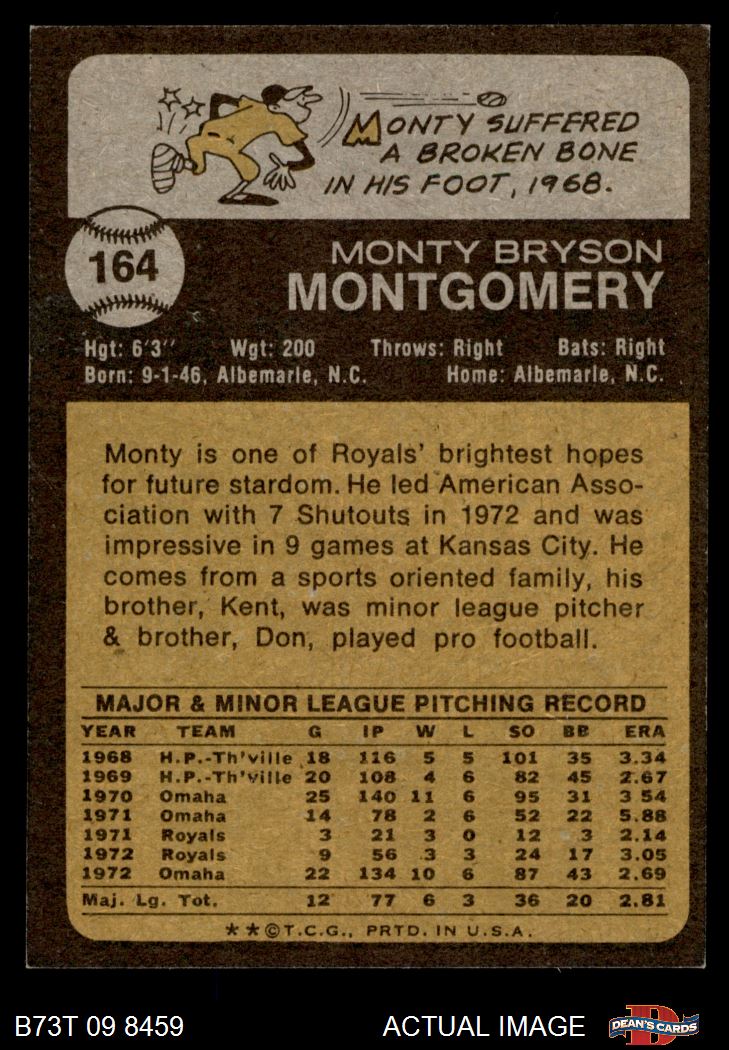 MONTY SUFFERED
A BROKEN BONE
IN HIS FOOT, 1968.
164
MONTY BRYSON
MONTGOMERY
Hgt: 6'3" Wgt: 200 Throws: Right Bats: Right
Born: 9-1-46, Albemarle, N.C. Home: Albemarle, N.C.
Monty is one of Royals' brightest hopes
for future stardom. He led American Asso-
ciation with 7 Shutouts in 1972 and was
impressive in 9 games at Kansas City. He
comes from a sports oriented family, his
brother, Kent, was minor league pitcher
& brother, Don, played pro football.
MAJOR & MINOR LEAGUE PITCHING RECORD
YEAR TEAM G IP W L SO BB ERA
1968 H.P.-Th'ville 18 116 5 5 101 35 3.34
1969 H.P.-Th'ville 20 108 4 6 82 45 2.67
1970 Omaha 25 140 11 6 95 31 3 54
1971 Omaha 14 78 2 6 52 22 5.88
1971 Royals 3 21 3 0 12 3 2.14
1972 Royals 9 56 3 3 24 17 3.05
1972 Omaha 22 134 10 6 87 43 2.69
Maj. Lg. Tot. 12 77 6 3 36 20 2.81
**©T.C.G., PRTD. IN U.S.A.
B73T 09 8459 ACTUAL IMAGE DEAN'S CARDS